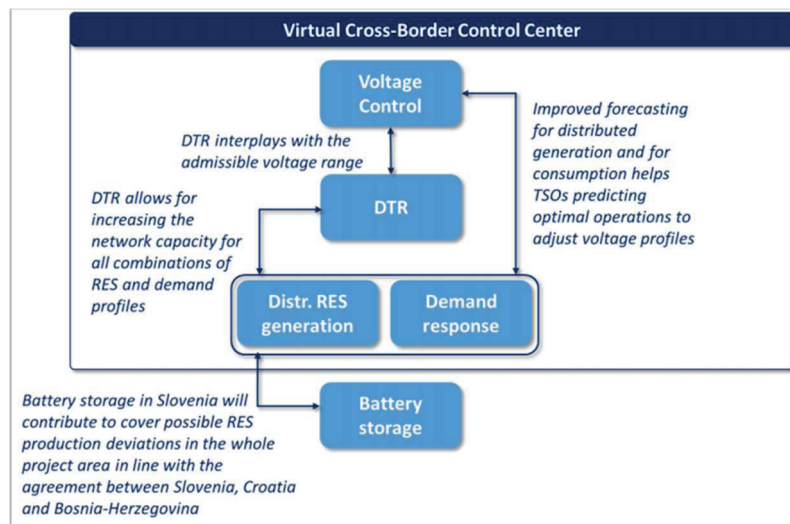 Virtual Cross-Border Control Center
Voltage
Control
DTR interplays with the
admissible voltage range
Improved forecasting
for distributed
generation and for
consumption helps
TSOs predicting
optimal operations to
adjust voltage profiles
DTR
DTR allows for
increasing the
network capacity for
all combinations of
RES and demand
profiles
Distr. RES
generation
Demand
response
Battery storage in Slovenia will
contribute to cover possible RES
production deviations in the whole
project area in line with the
agreement between Slovenia, Croatia
and Bosnia-Herzegovina
Battery
storage